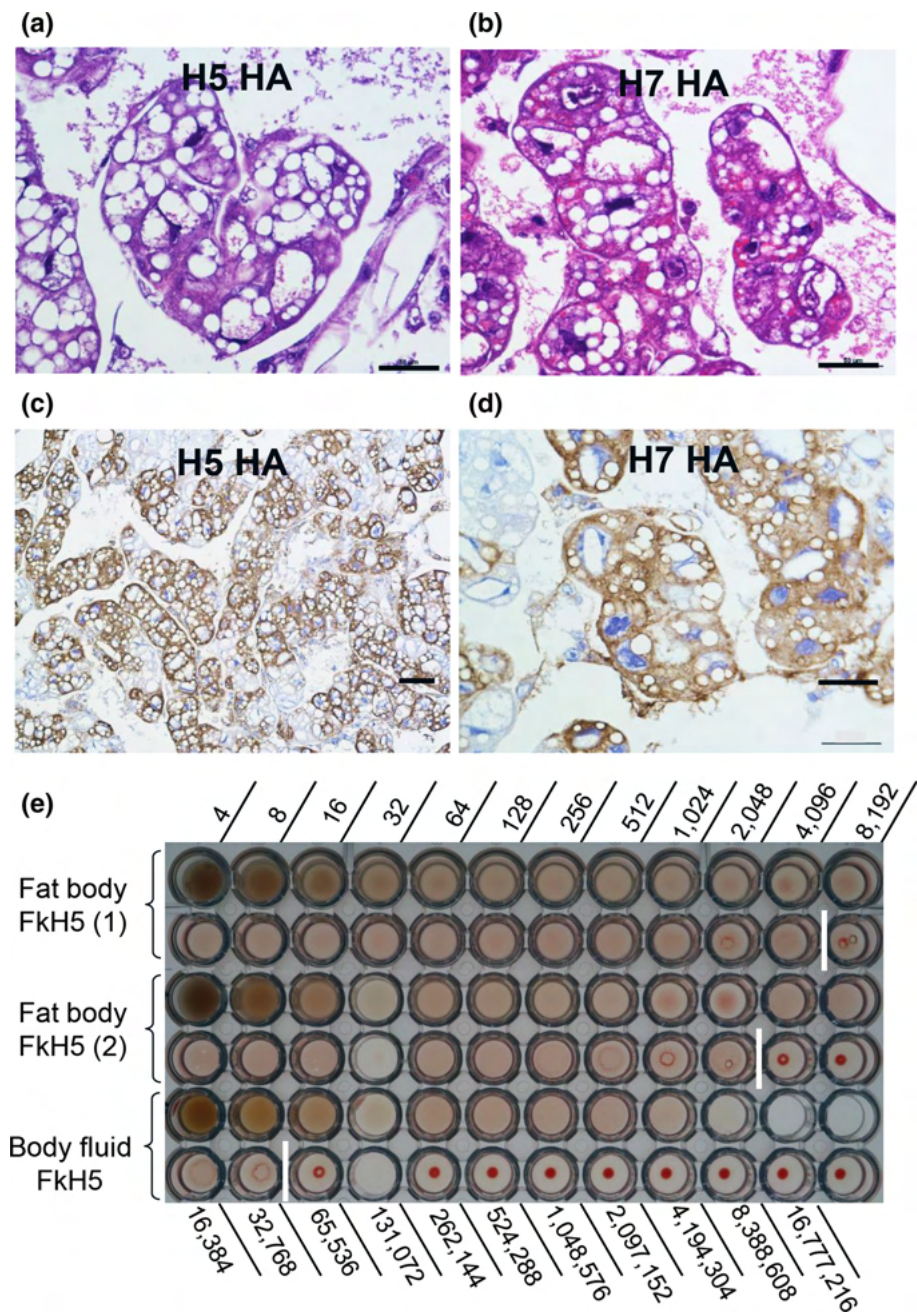 (a)
(b)
H5 HA
H7 HA
(c)
(d)
H5 HA
H7 HA
(e)
4
8
16
32
64
128
256
512
1,024
2,048
4,096
8,192
Fat body
FkH5 (1)
Fat body
FkH5 (2)
Body fluid
FkH5
16,384
32,768
65,536
131,072
262,144
524,288
1,048,576
2,097,152
4,194,304
8,388,608
16,777,216